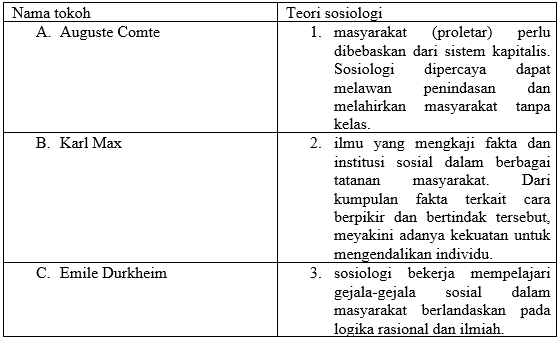 Nama tokoh
Teori sosiologi
A. Auguste Comte
1. masyarakat (proletar) perlu
dibebaskan dari sistem kapitalis.
Sosiologi dipercaya dapat
melawan penindasan dan
melahirkan masyarakat tanpa
kelas.
B. Karl Max
2. ilmu yang mengkaji fakta dan
institusi sosial dalam berbagai
tatanan masyarakat. Dari
kumpulan fakta terkait cara
berpikir dan bertindak tersebut,
meyakini adanya kekuatan untuk
mengendalikan individu.
C. Emile Durkheim
3. sosiologi bekerja mempelajari
gejala-gejala sosial dalam
masyarakat berlandaskan pada
logika rasional dan ilmiah.